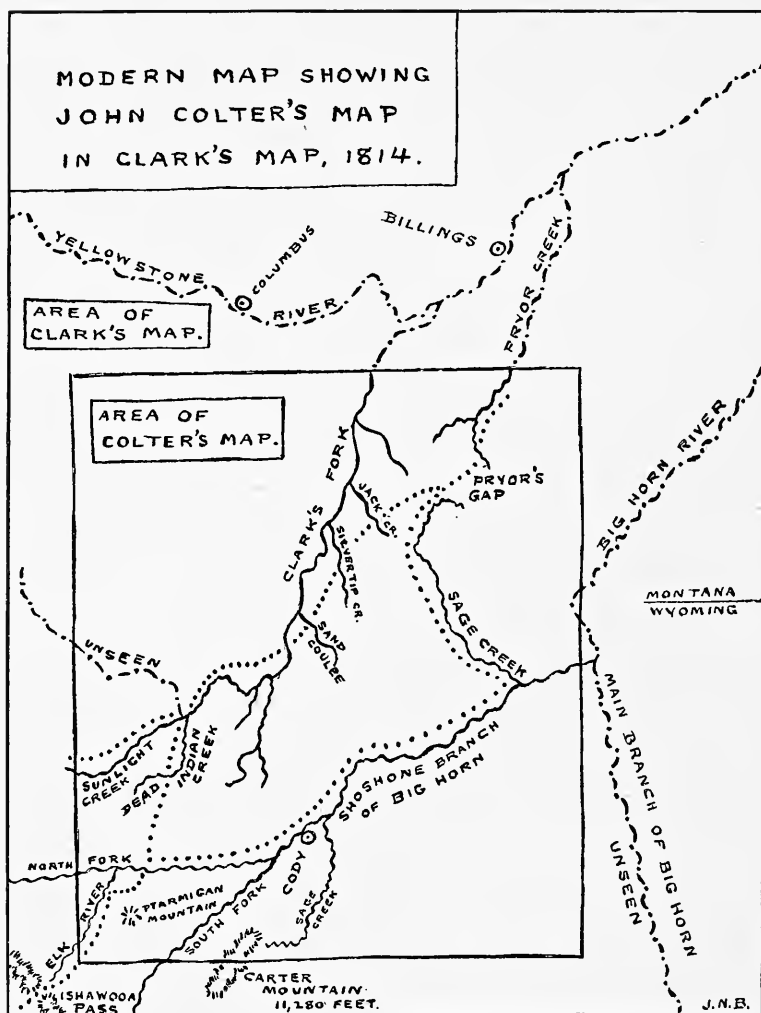 MODERN MAP SHOWING
JOHN COLTER'S MAP
IN CLARK'S MAP, 1814.
BILLINGS
YELLOWSTONE
RIVER
COLUMBUS
PRYOR CREEK
AREA OF
CLARK'S MAP.
AREA OF
COLTER'S MAP.
CLARK'S FORK
PRYOR'S
GAP
JACK CR.
SILVER TIP CR.
BIG HORN RIVER
SAND
COULEE
SAGE CREEK
MONTANA
WYOMING
UNSEEN
SUNLIGHT
CREEK
DEAD
INDIAN
CREEK
SHOSHONE BRANCH
OF BIG HORN
MAIN BRANCH OF BIG HORN
UNSEEN
CODY
NORTH FORK
PTARMIGAN
MOUNTAIN
SOUTH FORK
SAGE
CREEK
ELK RIVER
ISHAWOOA
PASS
CARTER
MOUNTAIN.
11,280 FEET.
J.N.B.